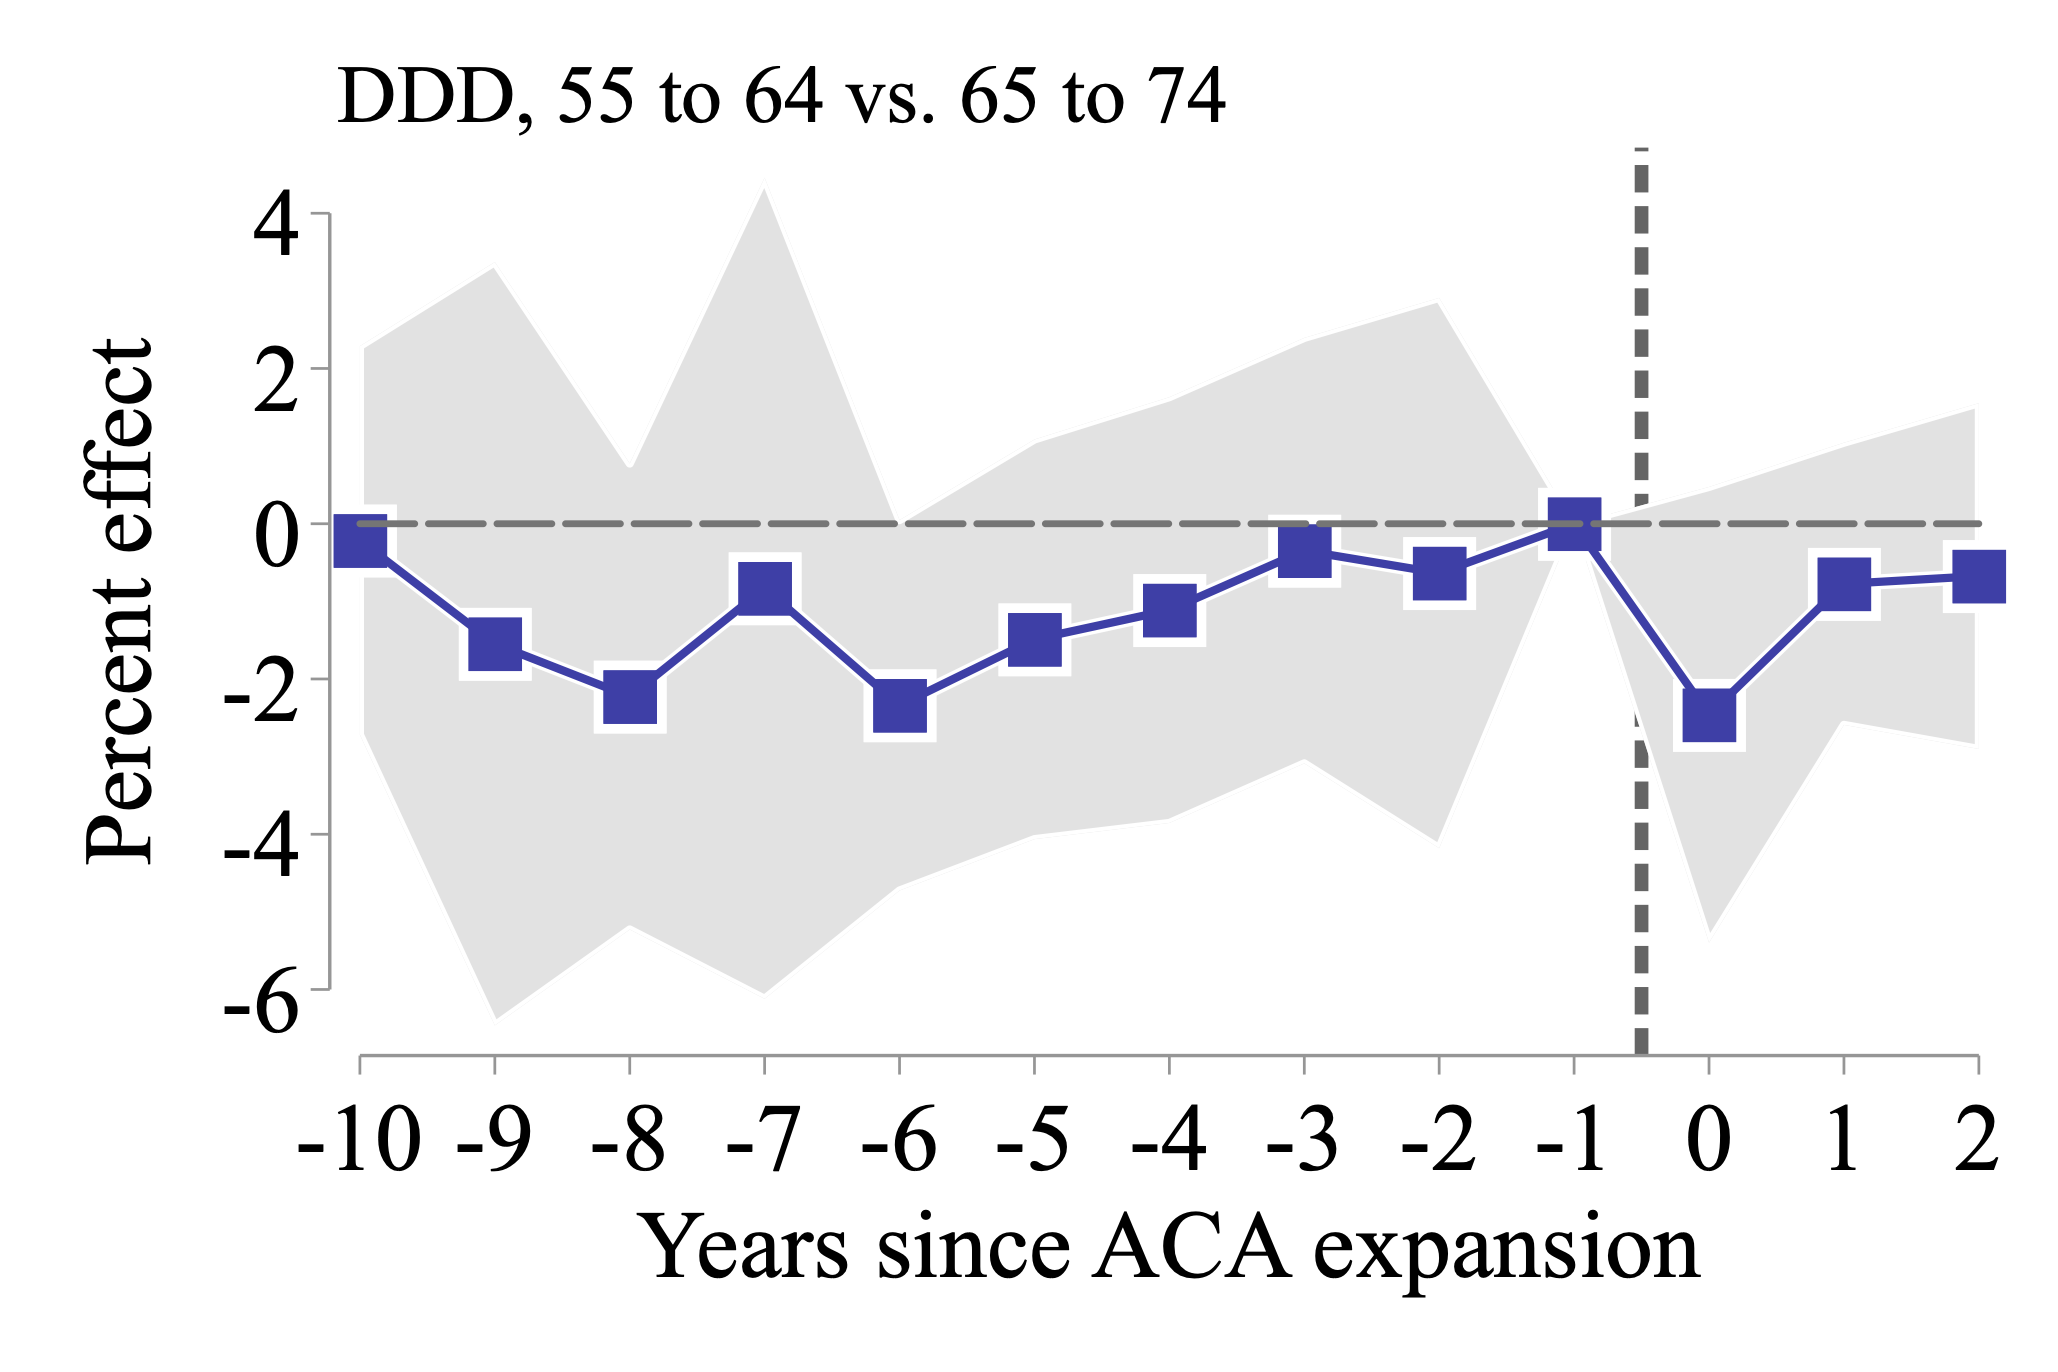 DDD, 55 to 64 vs. 65 to 74
Percent effect
4
2
0
-2
-4
-6
-10 -9 -8 -7 -6 -5 -4 -3 -2 -1 0 1 2
Years since ACA expansion